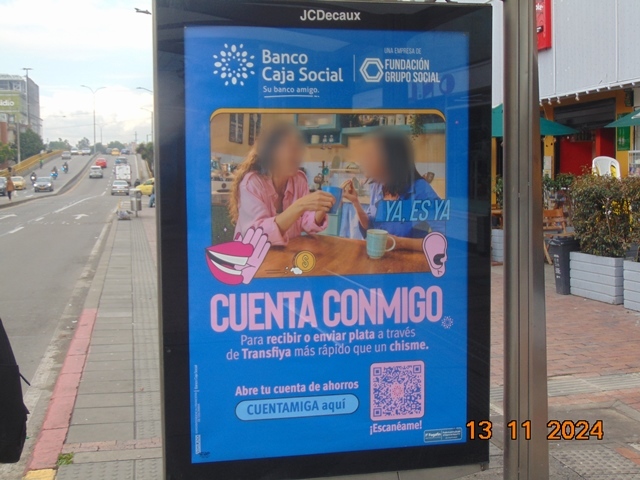 JCDecaux
Banco
Caja Social
Su banco amigo.
UNA EMPRESA DE
FUNDACIÓN
GRUPO SOCIAL
YA, ES YA
CUENTA CONMIGO
Para recibir o enviar plata a través
de Transfiya más rápido que un chisme.
Abre tu cuenta de ahorros
CUENTAMIGA aquí
¡Escanéame!
13 11 2024